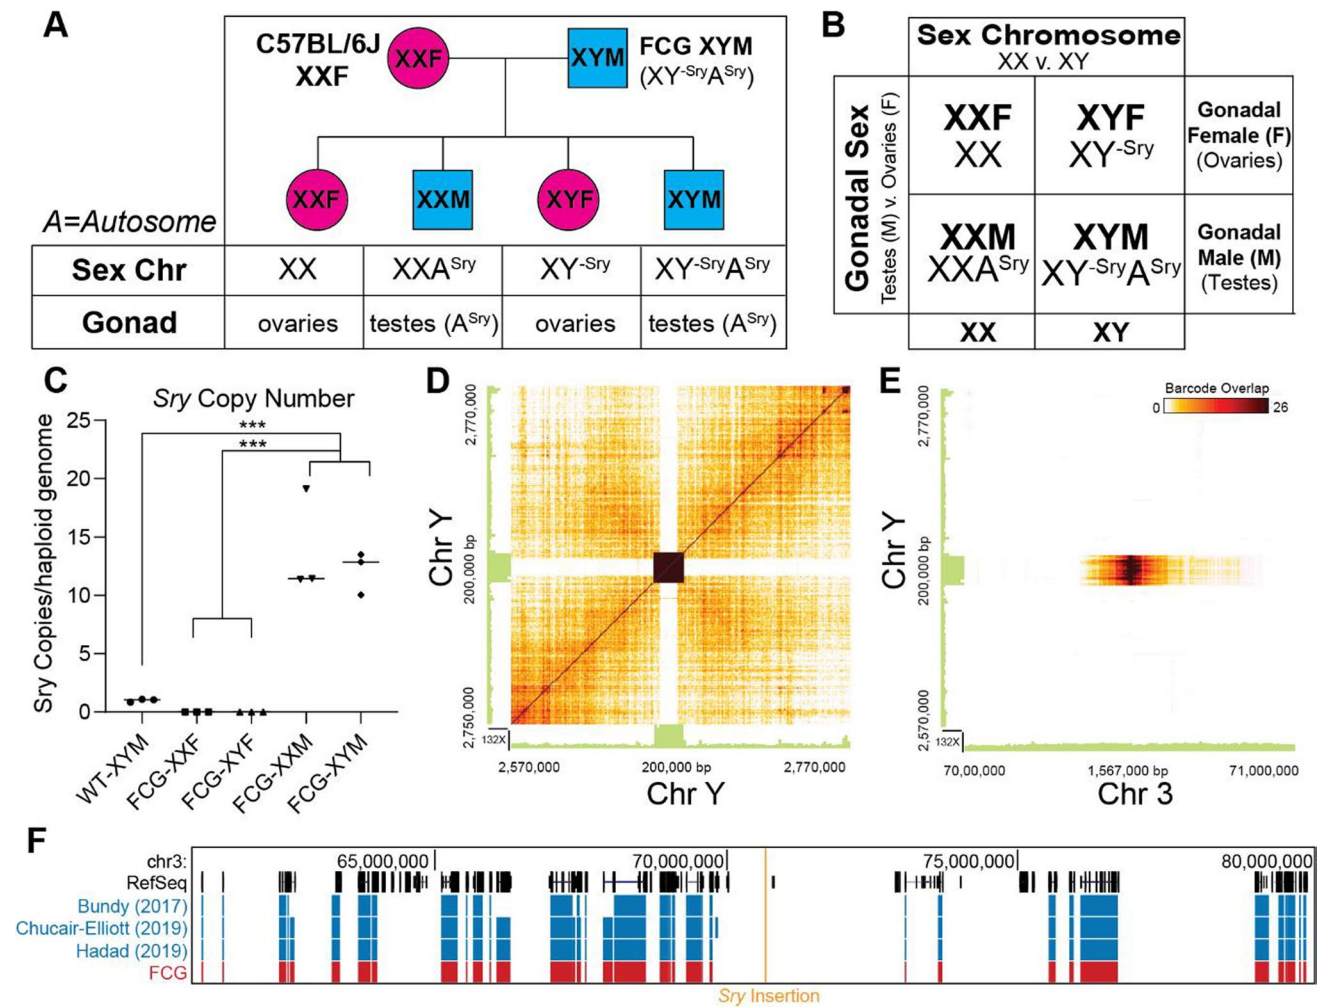 A
C57BL/6J
XXF
XXF
XYM
FCG XYM
(XY-SryASry)
XXF
XXM
XYF
XYM
A=Autosome
Sex Chr
XX
XXASry
XY-Sry
XY-SryASry
Gonad
ovaries
testes (ASry)
ovaries
testes (ASry)
B
Sex Chromosome
XX v. XY
Gonadal Sex
Testes (M) v. Ovaries (F)
XXF
XX
XYF
XY-Sry
Gonadal
Female (F)
(Ovaries)
XXM
XXASry
XYM
XY-SryASry
Gonadal
Male (M)
(Testes)
XX
XY
C
Sry Copy Number
Sry Copies/haploid genome
25
20
15
10
5
0
***
***
WT-XYM
FCG-XXF
FCG-XYF
FCG-XXM
FCG-XYM
D
Chr Y
2,770,000
200,000 bp
2,750,000
132X
2,570,000
200,000 bp
2,770,000
Chr Y
E
Barcode Overlap
0
26
Chr Y
2,770,000
200,000 bp
2,570,000
132X
70,00,000
1,567,000 bp
71,000,000
Chr 3
F
chr3:
65,000,000
70,000,000
75,000,000
80,000,000
RefSeq
Bundy (2017)
Chucair-Elliott (2019)
Hadad (2019)
FCG
Sry Insertion